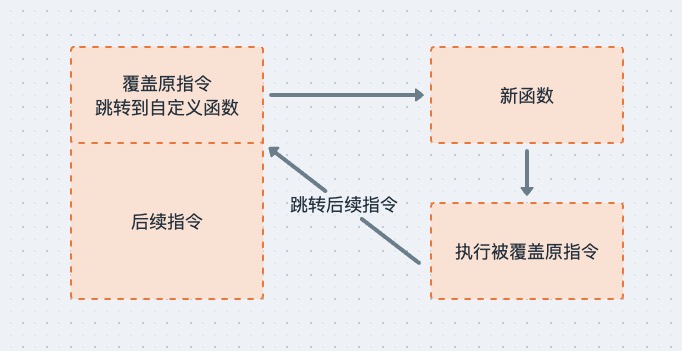 覆盖原指令
跳转到自定义函数
新函数
后续指令
跳转后续指令
执行被覆盖原指令